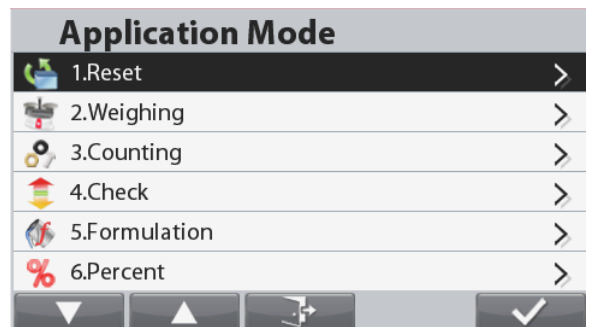 Application Mode
1.Reset
2.Weighing
3.Counting
4.Check
5.Formulation
6.Percent